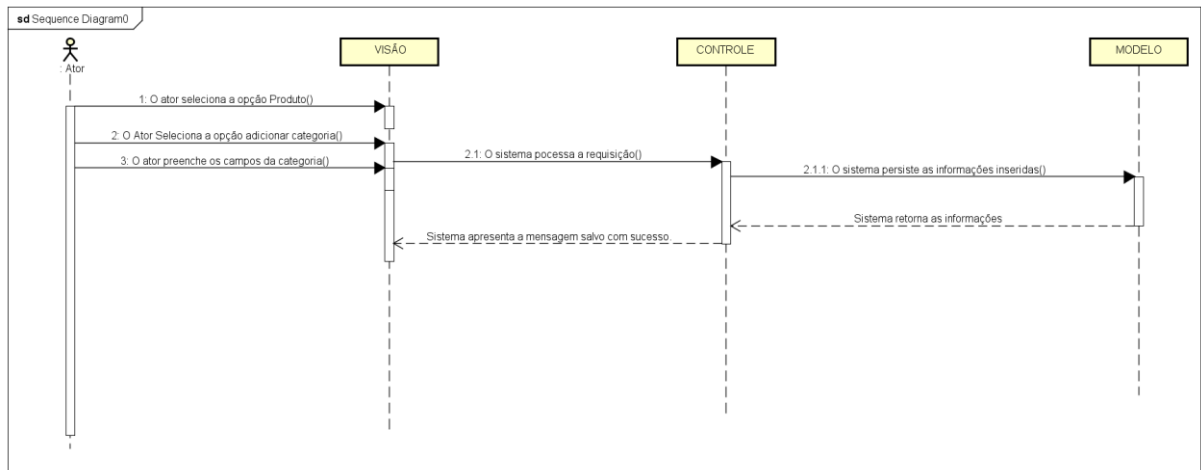 sd Sequence Diagram0
: Ator
VISÃO
CONTROLE
MODELO
1: O ator seleciona a opção Produto()
2: O Ator Seleciona a opção adicionar categoria()
3: O ator preenche os campos da categoria()
2.1: O sistema pocessa a requisição()
2.1.1: O sistema persiste as informações inseridas()
Sistema retorna as informações
Sistema apresenta a mensagem salvo com sucesso.